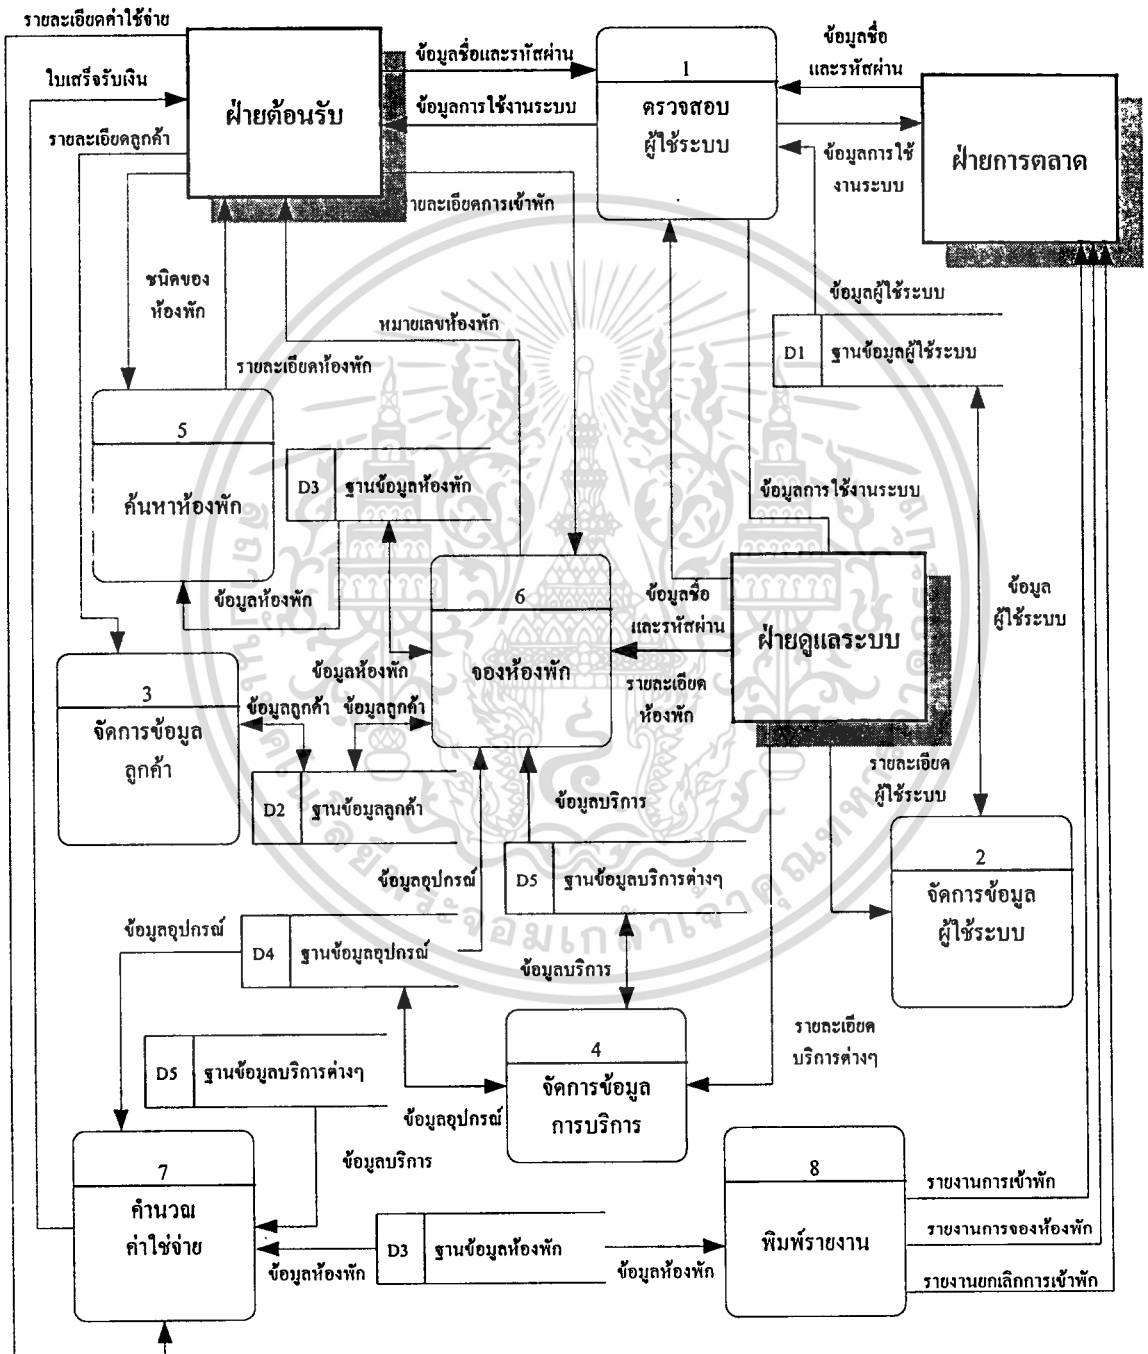 รายละเอียดค่าใช้จ่าย
ใบเสร็จรับเงิน
รายละเอียดลูกค้า
ฝ่ายต้อนรับ
ข้อมูลชื่อและรหัสผ่าน
ข้อมูลการใช้งานระบบ
1
ตรวจสอบ
ผู้ใช้ระบบ
ข้อมูลชื่อ
และรหัสผ่าน
ข้อมูลการใช้
งานระบบ
ฝ่ายการตลาด
รายละเอียดการเข้าพัก
ชนิดของ
ห้องพัก
รายละเอียดห้องพัก
หมายเลขห้องพัก
ข้อมูลผู้ใช้ระบบ
D1
ฐานข้อมูลผู้ใช้ระบบ
5
ค้นหาห้องพัก
D3
ฐานข้อมูลห้องพัก
ข้อมูลห้องพัก
ข้อมูลการใช้งานระบบ
6
จองห้องพัก
ข้อมูลชื่อ
และรหัสผ่าน
รายละเอียด
ห้องพัก
ฝ่ายดูแลระบบ
ข้อมูล
ผู้ใช้ระบบ
3
จัดการข้อมูล
ลูกค้า
ข้อมูลห้องพัก
ข้อมูลลูกค้า
ข้อมูลลูกค้า
D2
ฐานข้อมูลลูกค้า
ข้อมูลบริการ
รายละเอียด
ผู้ใช้ระบบ
ข้อมูลอุปกรณ์
D5
ฐานข้อมูลบริการต่างๆ
2
จัดการข้อมูล
ผู้ใช้ระบบ
ข้อมูลอุปกรณ์
D4
ฐานข้อมูลอุปกรณ์
ข้อมูลบริการ
D5
ฐานข้อมูลบริการต่างๆ
4
จัดการข้อมูล
การบริการ
รายละเอียด
บริการต่างๆ
ข้อมูลอุปกรณ์
ข้อมูลบริการ
7
คำนวณ
ค่าใช่จ่าย
ข้อมูลห้องพัก
D3
ฐานข้อมูลห้องพัก
ข้อมูลห้องพัก
8
พิมพ์รายงาน
รายงานการเข้าพัก
รายงานการจองห้องพัก
รายงานยกเลิกการเข้าพัก